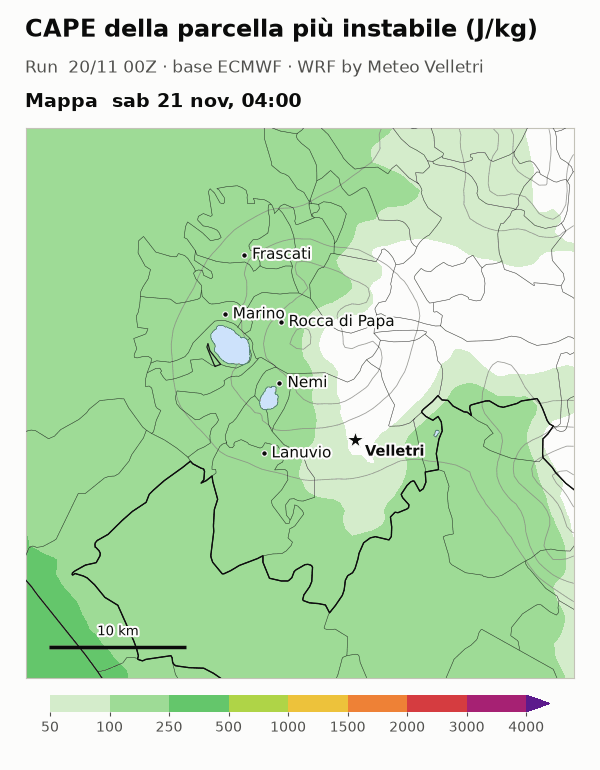 CAPE della parcella più instabile (J/kg)
Run  20/11 00Z · base ECMWF · WRF by Meteo Velletri
Mappa  sab 21 nov, 04:00
Frascati
Marino
Rocca di Papa
Nemi
Velletri
Lanuvio
10 km
50 100 250 500 1000 1500 2000 3000 4000